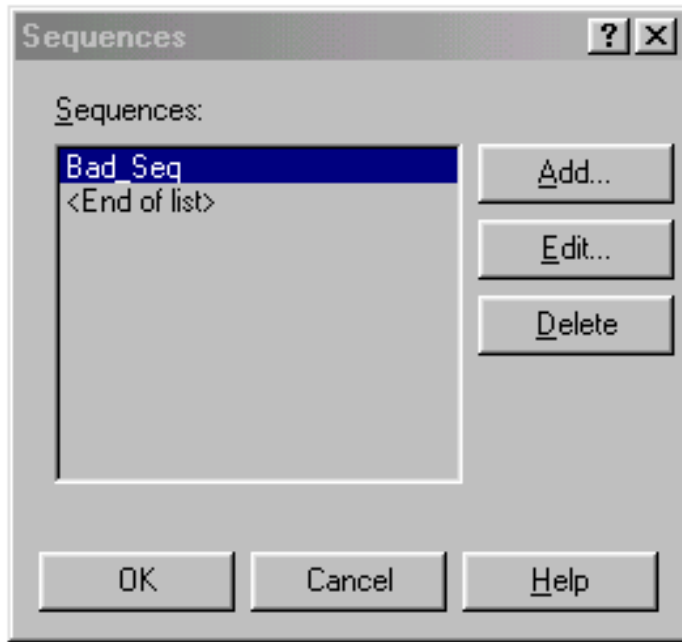 Sequences
Sequences:
Bad_Seq
<End of list>
Add...
Edit...
Delete
OK
Cancel
Help